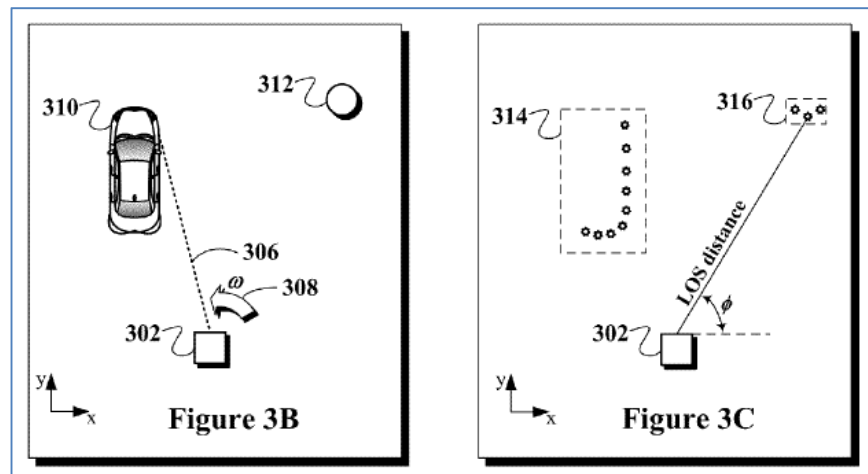 310
312
306
ω
308
302
y
x
Figure 3B
314
316
LOS distance
ϕ
302
y
x
Figure 3C